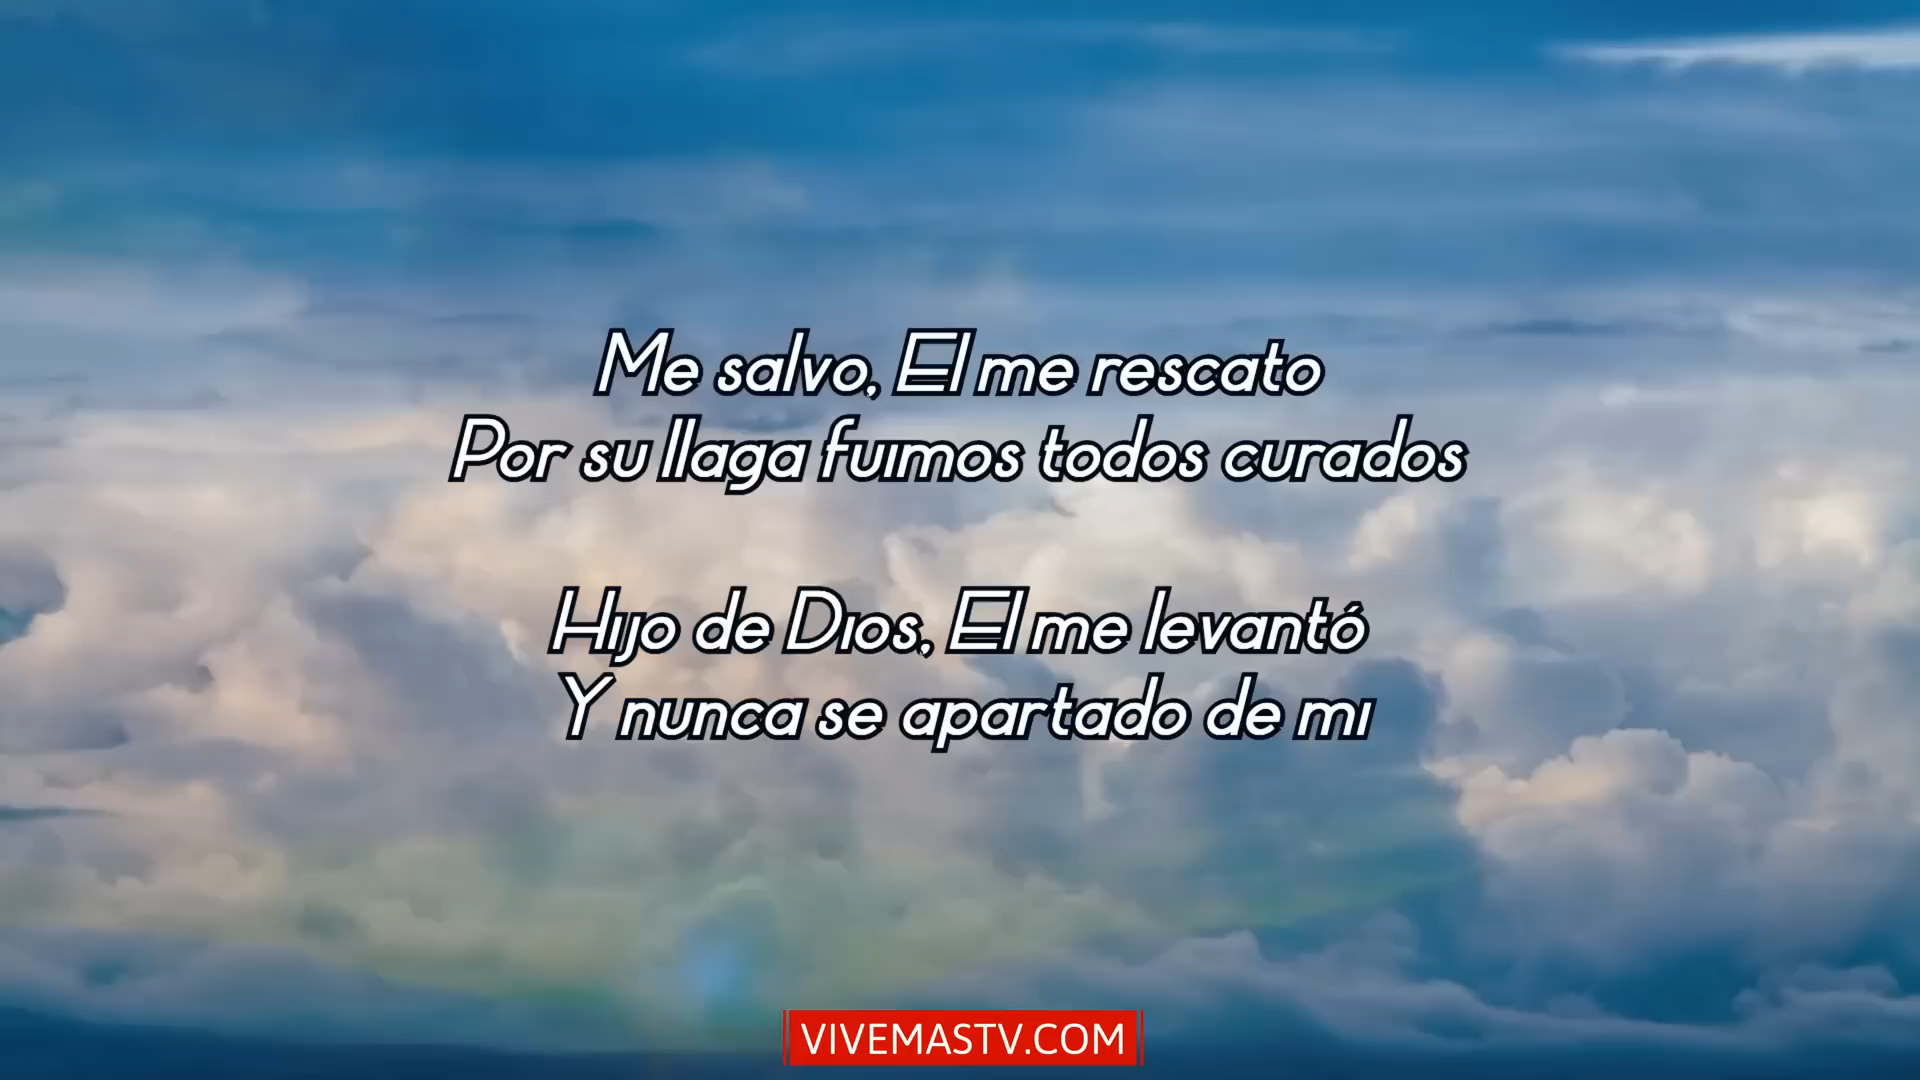 Me salvo, El me rescato
Por su llaga fuimos todos curados
Hijo de Dios, El me levantó
Y nunca se apartado de mi
VIVEMASTV.COM